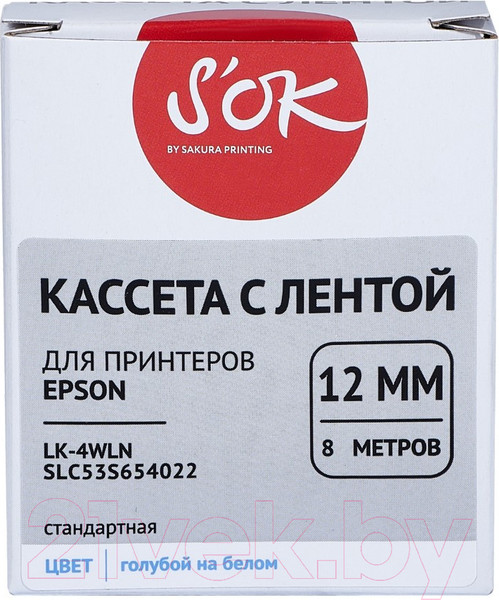 S'OK
BY SAKURA PRINTING
КАССЕТА С ЛЕНТОЙ
ДЛЯ ПРИНТЕРОВ
EPSON
12 ММ
8 МЕТРОВ
LK-4WLN
SLC53S654022
стандартная
ЦВЕТ | голубой на белом
21vek.by